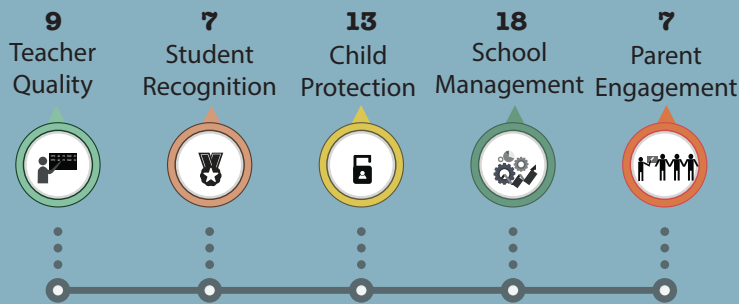 9
Teacher
Quality
7
Student
Recognition
13
Child
Protection
18
School
Management
7
Parent
Engagement